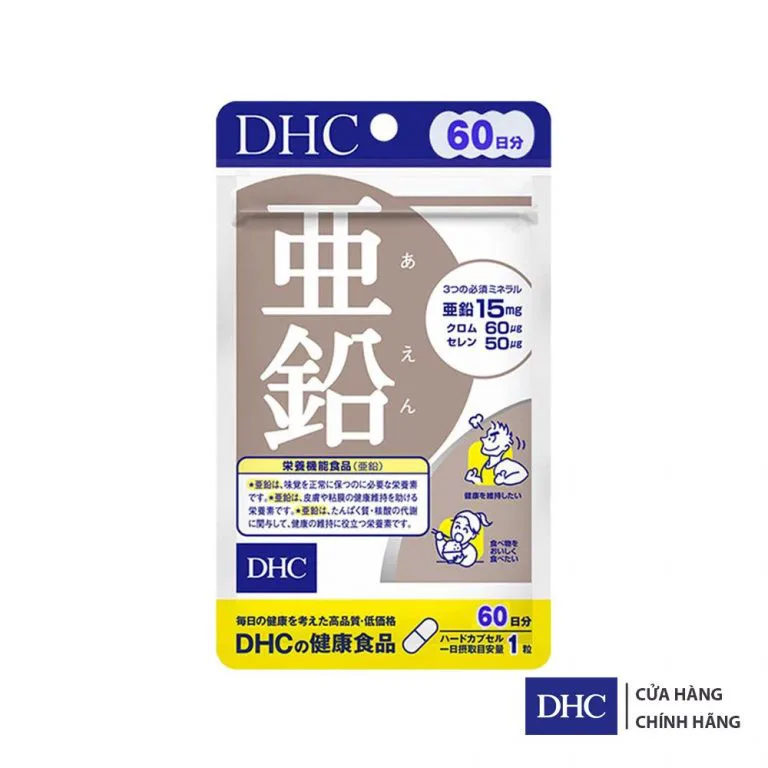 DHC
60日分
亜鉛
あえん
3つの必須ミネラル
亜鉛 15mg
クロム 60μg
セレン 50μg
栄養機能食品(亜鉛)
★亜鉛は、味覚を正常に保つのに必要な栄養素
です。★亜鉛は、皮膚や粘膜の健康維持を助ける
栄養素です。★亜鉛は、たんぱく質・核酸の代謝
に関与して、健康の維持に役立つ栄養素です。
健康を維持したい
食べ物を
おいしく
食べたい
DHC
毎日の健康を考えた高品質・低価格
DHCの健康食品
60日分
ハードカプセル
一日摂取目安量 1粒
DHC
CỬA HÀNG
CHÍNH HÃNG